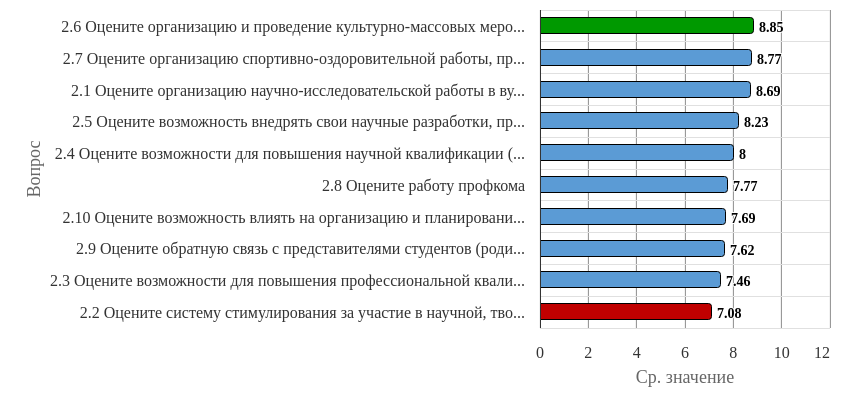 2.6 Оцените организацию и проведение культурно-массовых меро... 8.85
2.7 Оцените организацию спортивно-оздоровительной работы, пр... 8.77
2.1 Оцените организацию научно-исследовательской работы в ву... 8.69
2.5 Оцените возможность внедрять свои научные разработки, пр... 8.23
2.4 Оцените возможности для повышения научной квалификации (... 8
2.8 Оцените работу профкома 7.77
2.10 Оцените возможность влиять на организацию и планировани... 7.69
2.9 Оцените обратную связь с представителями студентов (роди... 7.62
2.3 Оцените возможности для повышения профессиональной квали... 7.46
2.2 Оцените систему стимулирования за участие в научной, тво... 7.08
Вопрос
0 2 4 6 8 10 12
Ср. значение